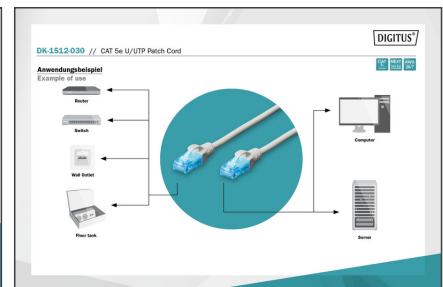 DIGITUS®
DK-1512-030 // CAT 5e U/UTP Patch Cord
Anwendungsbeispiel
Example of use
Router
Switch
Wall Outlet
Floor tank
Computer
Server